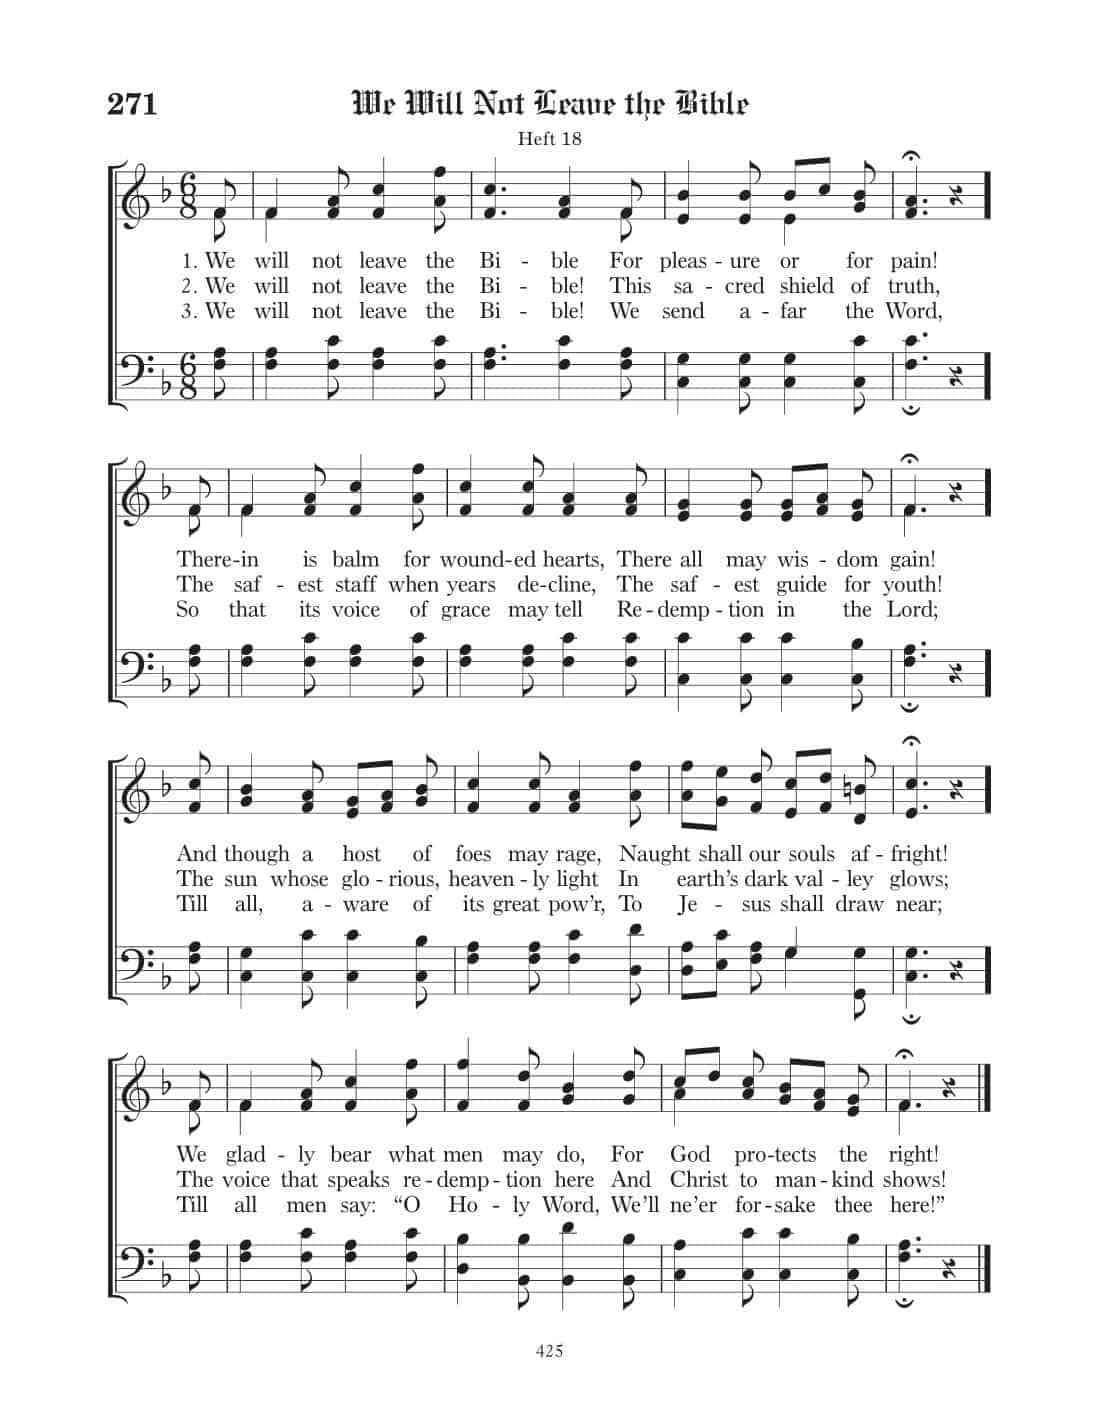 271 We Will Not Leave the Bible
Heft 18
1. We will not leave the Bi - ble For pleas - ure or for pain!
2. We will not leave the Bi - ble! This sa - cred shield of truth,
3. We will not leave the Bi - ble! We send a - far the Word,
There-in is balm for wound-ed hearts, There all may wis - dom gain!
The saf - est staff when years de-cline, The saf - est guide for youth!
So that its voice of grace may tell Re-demp-tion in the Lord;
And though a host of foes may rage, Naught shall our souls af - fright!
The sun whose glo - rious, heaven - ly light In earth's dark val - ley glows;
Till all, a - ware of its great pow'r, To Je - sus shall draw near;
We glad - ly bear what men may do, For God pro-tects the right!
The voice that speaks re-demp-tion here And Christ to man-kind shows!
Till all men say: “O Ho - ly Word, We'll ne'er for-sake thee here!”
425